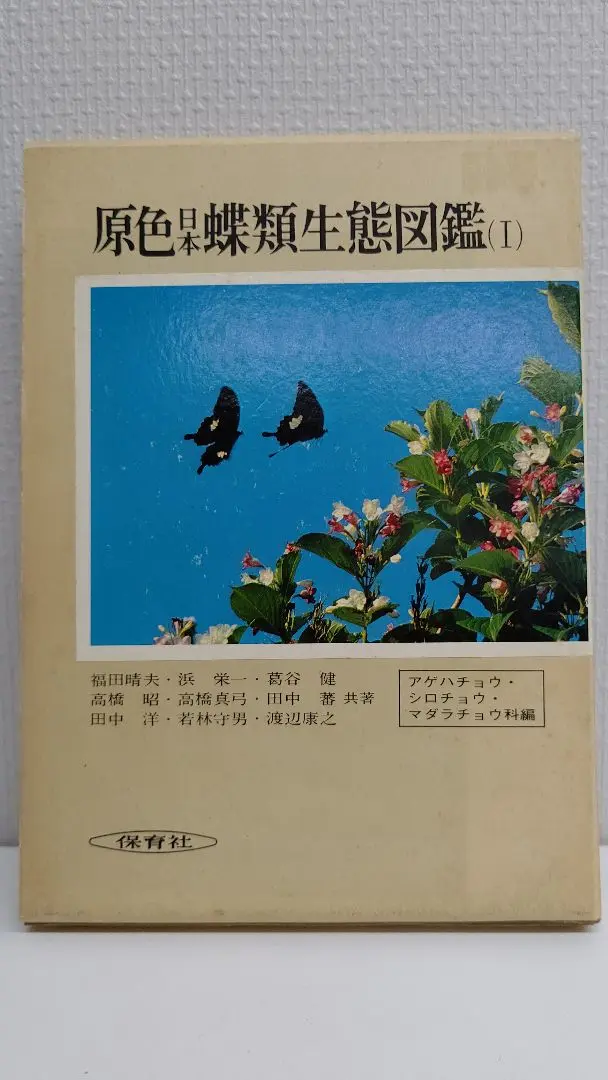 原色日本蝶類生態図鑑(I)
福田晴夫・浜 栄一・葛谷 健
高橋 昭・高橋真弓・田中 蕃 共著
田中 洋・若林守男・渡辺康之
アゲハチョウ・
シロチョウ・
マダラチョウ科編
保育社